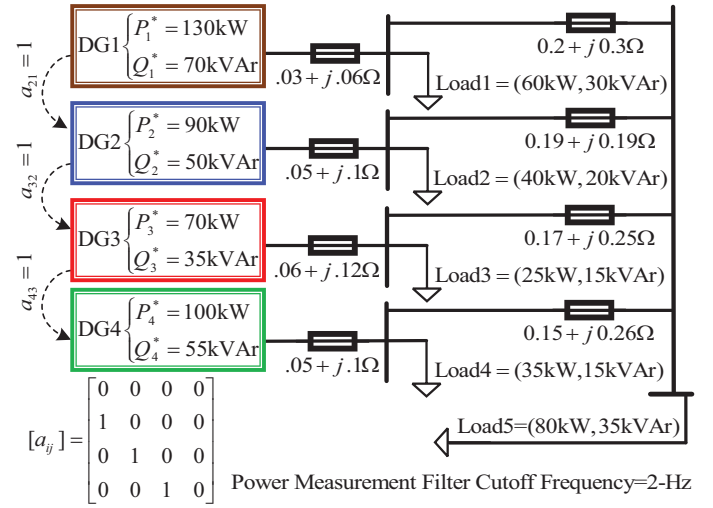 DG1 { P₁* = 130kW
Q₁* = 70kVAr
.03 + j.06Ω
0.2 + j0.3Ω
Load1 = (60kW, 30kVAr)
a₂₁ = 1
DG2 { P₂* = 90kW
Q₂* = 50kVAr
.05 + j.1Ω
0.19 + j0.19Ω
Load2 = (40kW, 20kVAr)
a₃₂ = 1
DG3 { P₃* = 70kW
Q₃* = 35kVAr
.06 + j.12Ω
0.17 + j0.25Ω
Load3 = (25kW, 15kVAr)
a₄₃ = 1
DG4 { P₄* = 100kW
Q₄* = 55kVAr
.05 + j.1Ω
0.15 + j0.26Ω
Load4 = (35kW, 15kVAr)
Load5=(80kW, 35kVAr)
[aᵢⱼ] =
0 0 0 0
1 0 0 0
0 1 0 0
0 0 1 0
Power Measurement Filter Cutoff Frequency=2-Hz